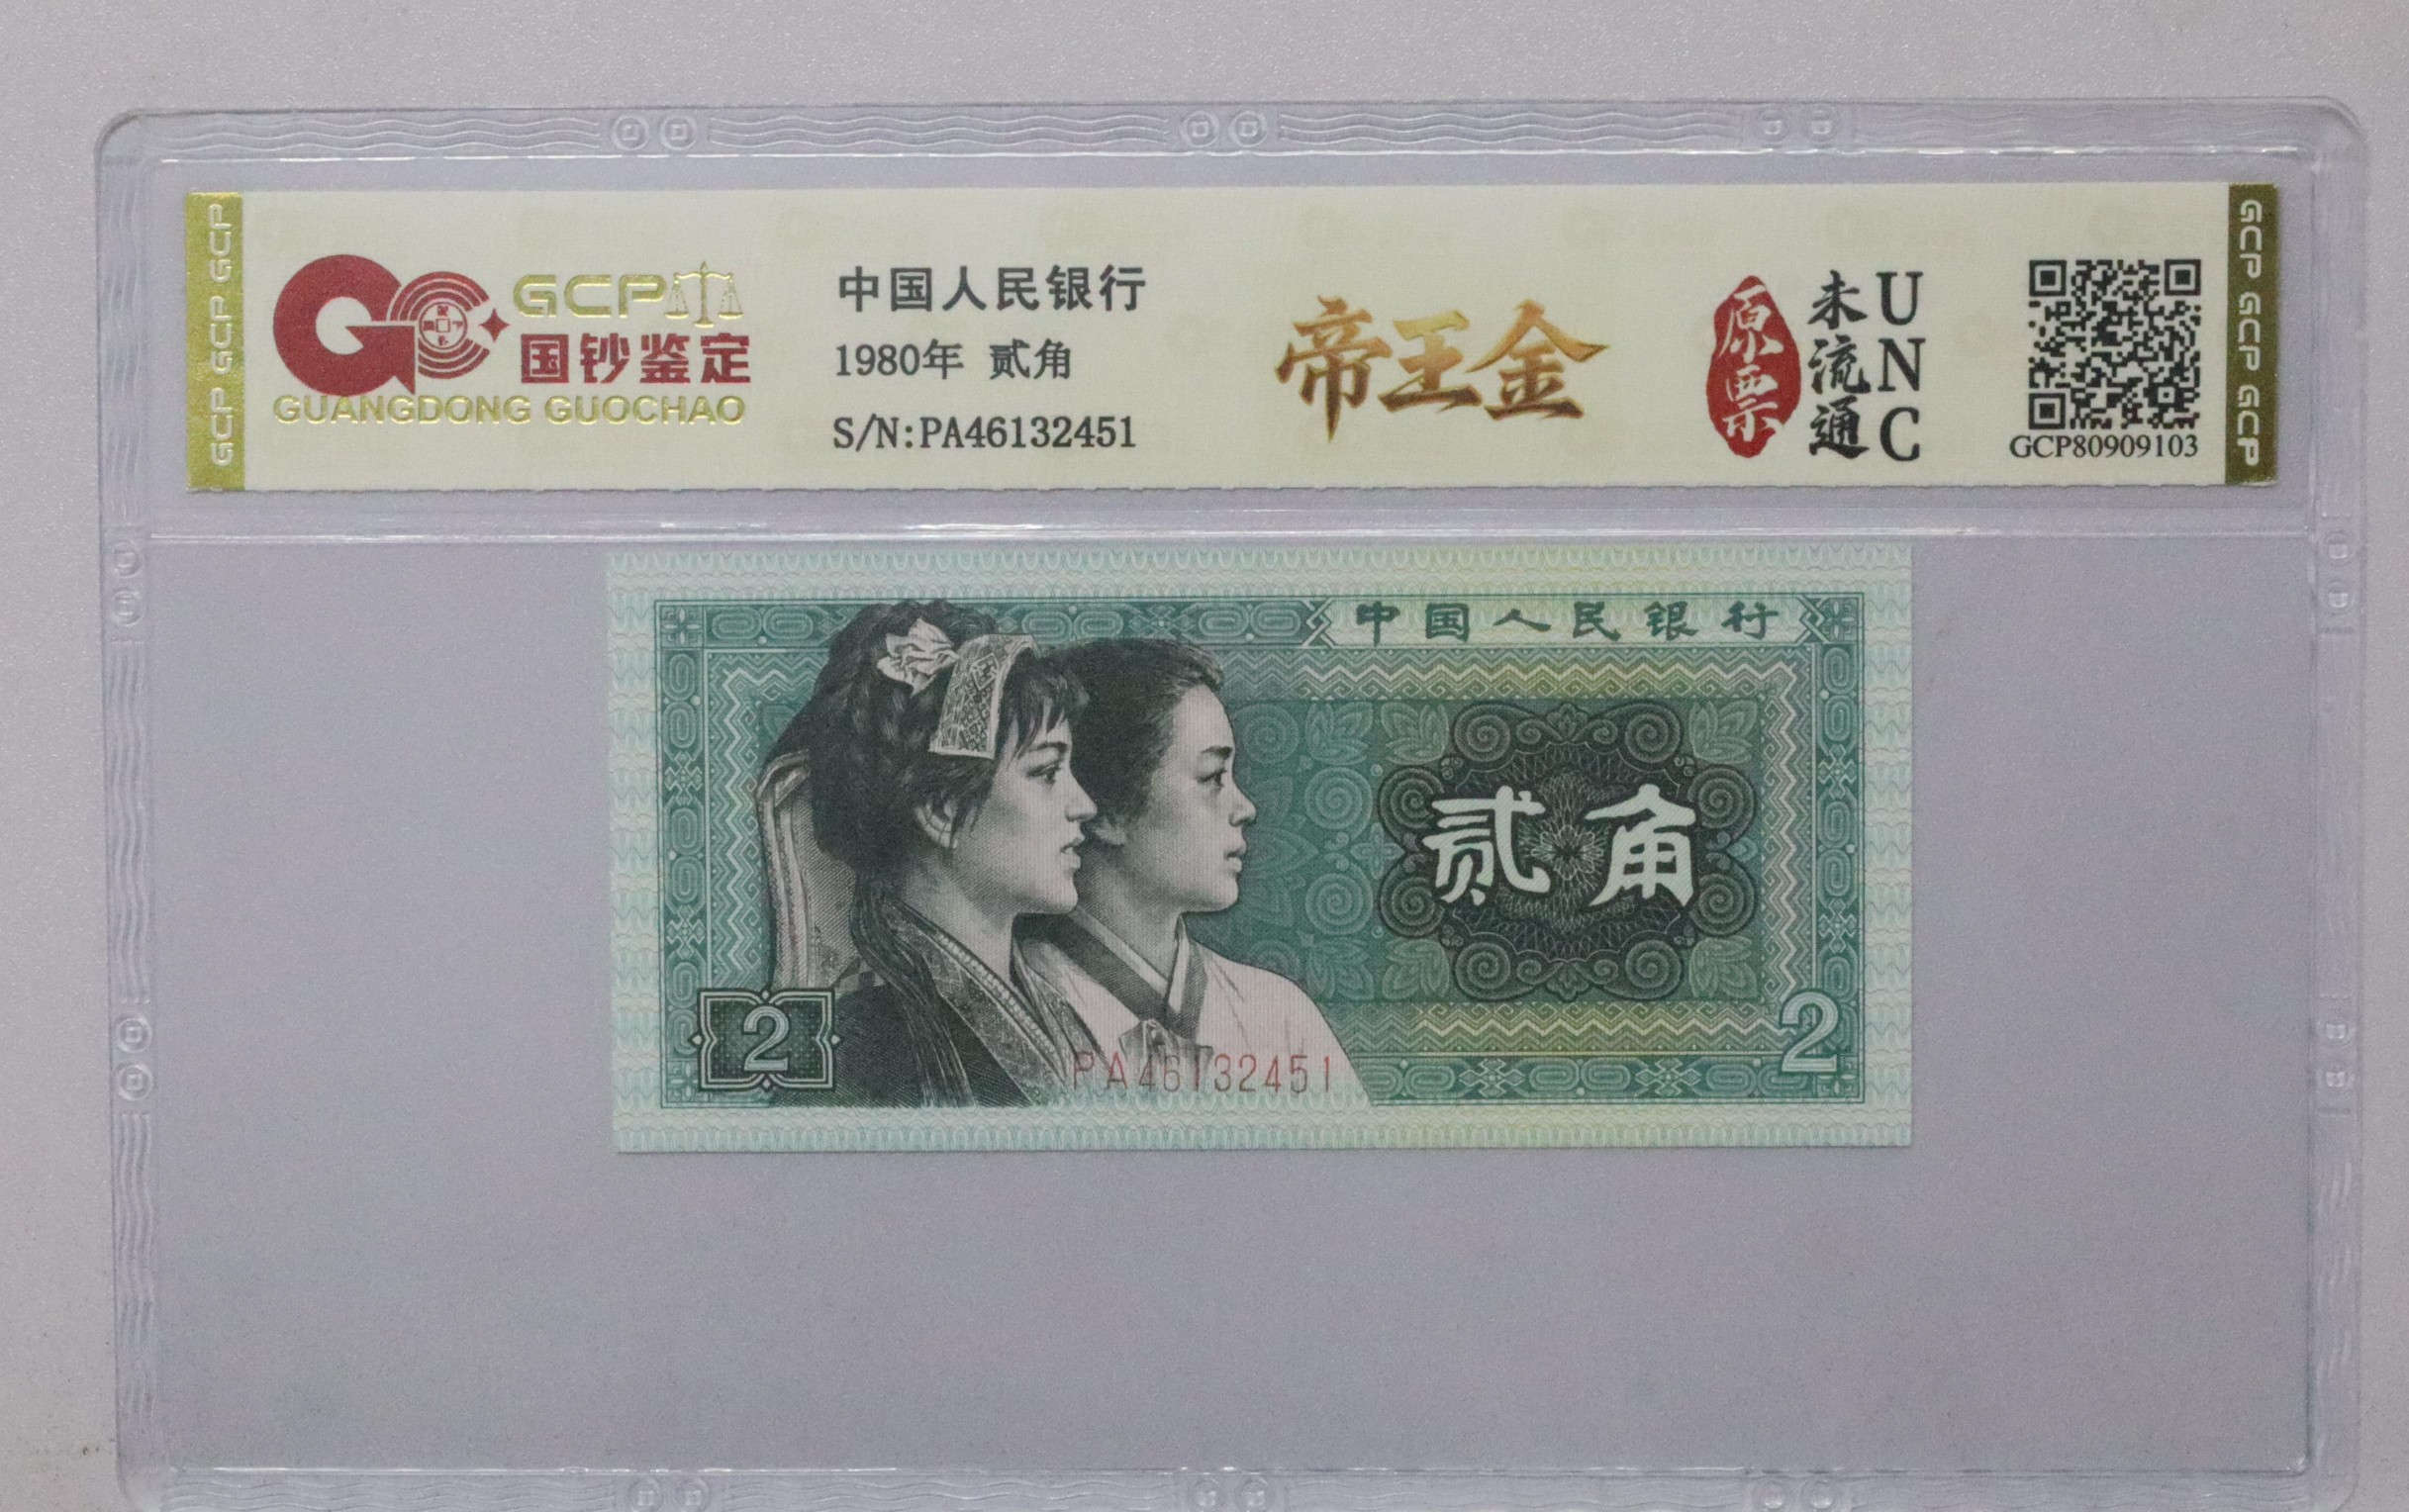 GCP GCP GCP
GCP
国钞鉴定
GUANGDONG GUOCHAO
中国人民银行
1980年 贰角
S/N:PA46132451
帝王金
原票
未流通
UNC
GCP80909103
GCP GCP GCP
中国人民银行
贰角
2
2
PA46132451